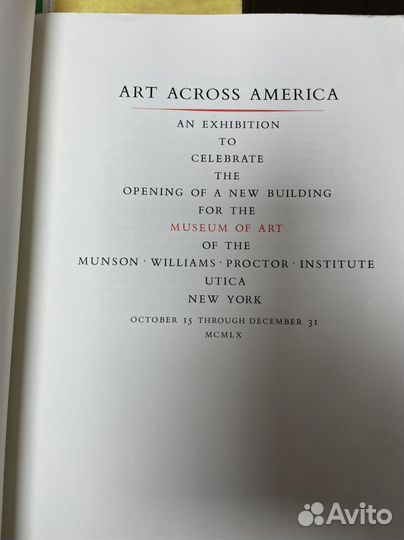 ART ACROSS AMERICA
AN EXHIBITION
TO
CELEBRATE
THE
OPENING OF A NEW BUILDING
FOR THE
MUSEUM OF ART
OF THE
MUNSON · WILLIAMS · PROCTOR · INSTITUTE
UTICA
NEW YORK
OCTOBER 15 THROUGH DECEMBER 31
MCMLX
Avito